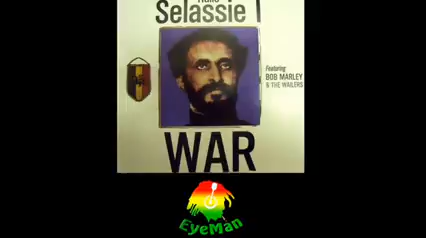 Selassie I
Featuring
BOB MARLEY
& THE WAILERS
WAR
EyeMan